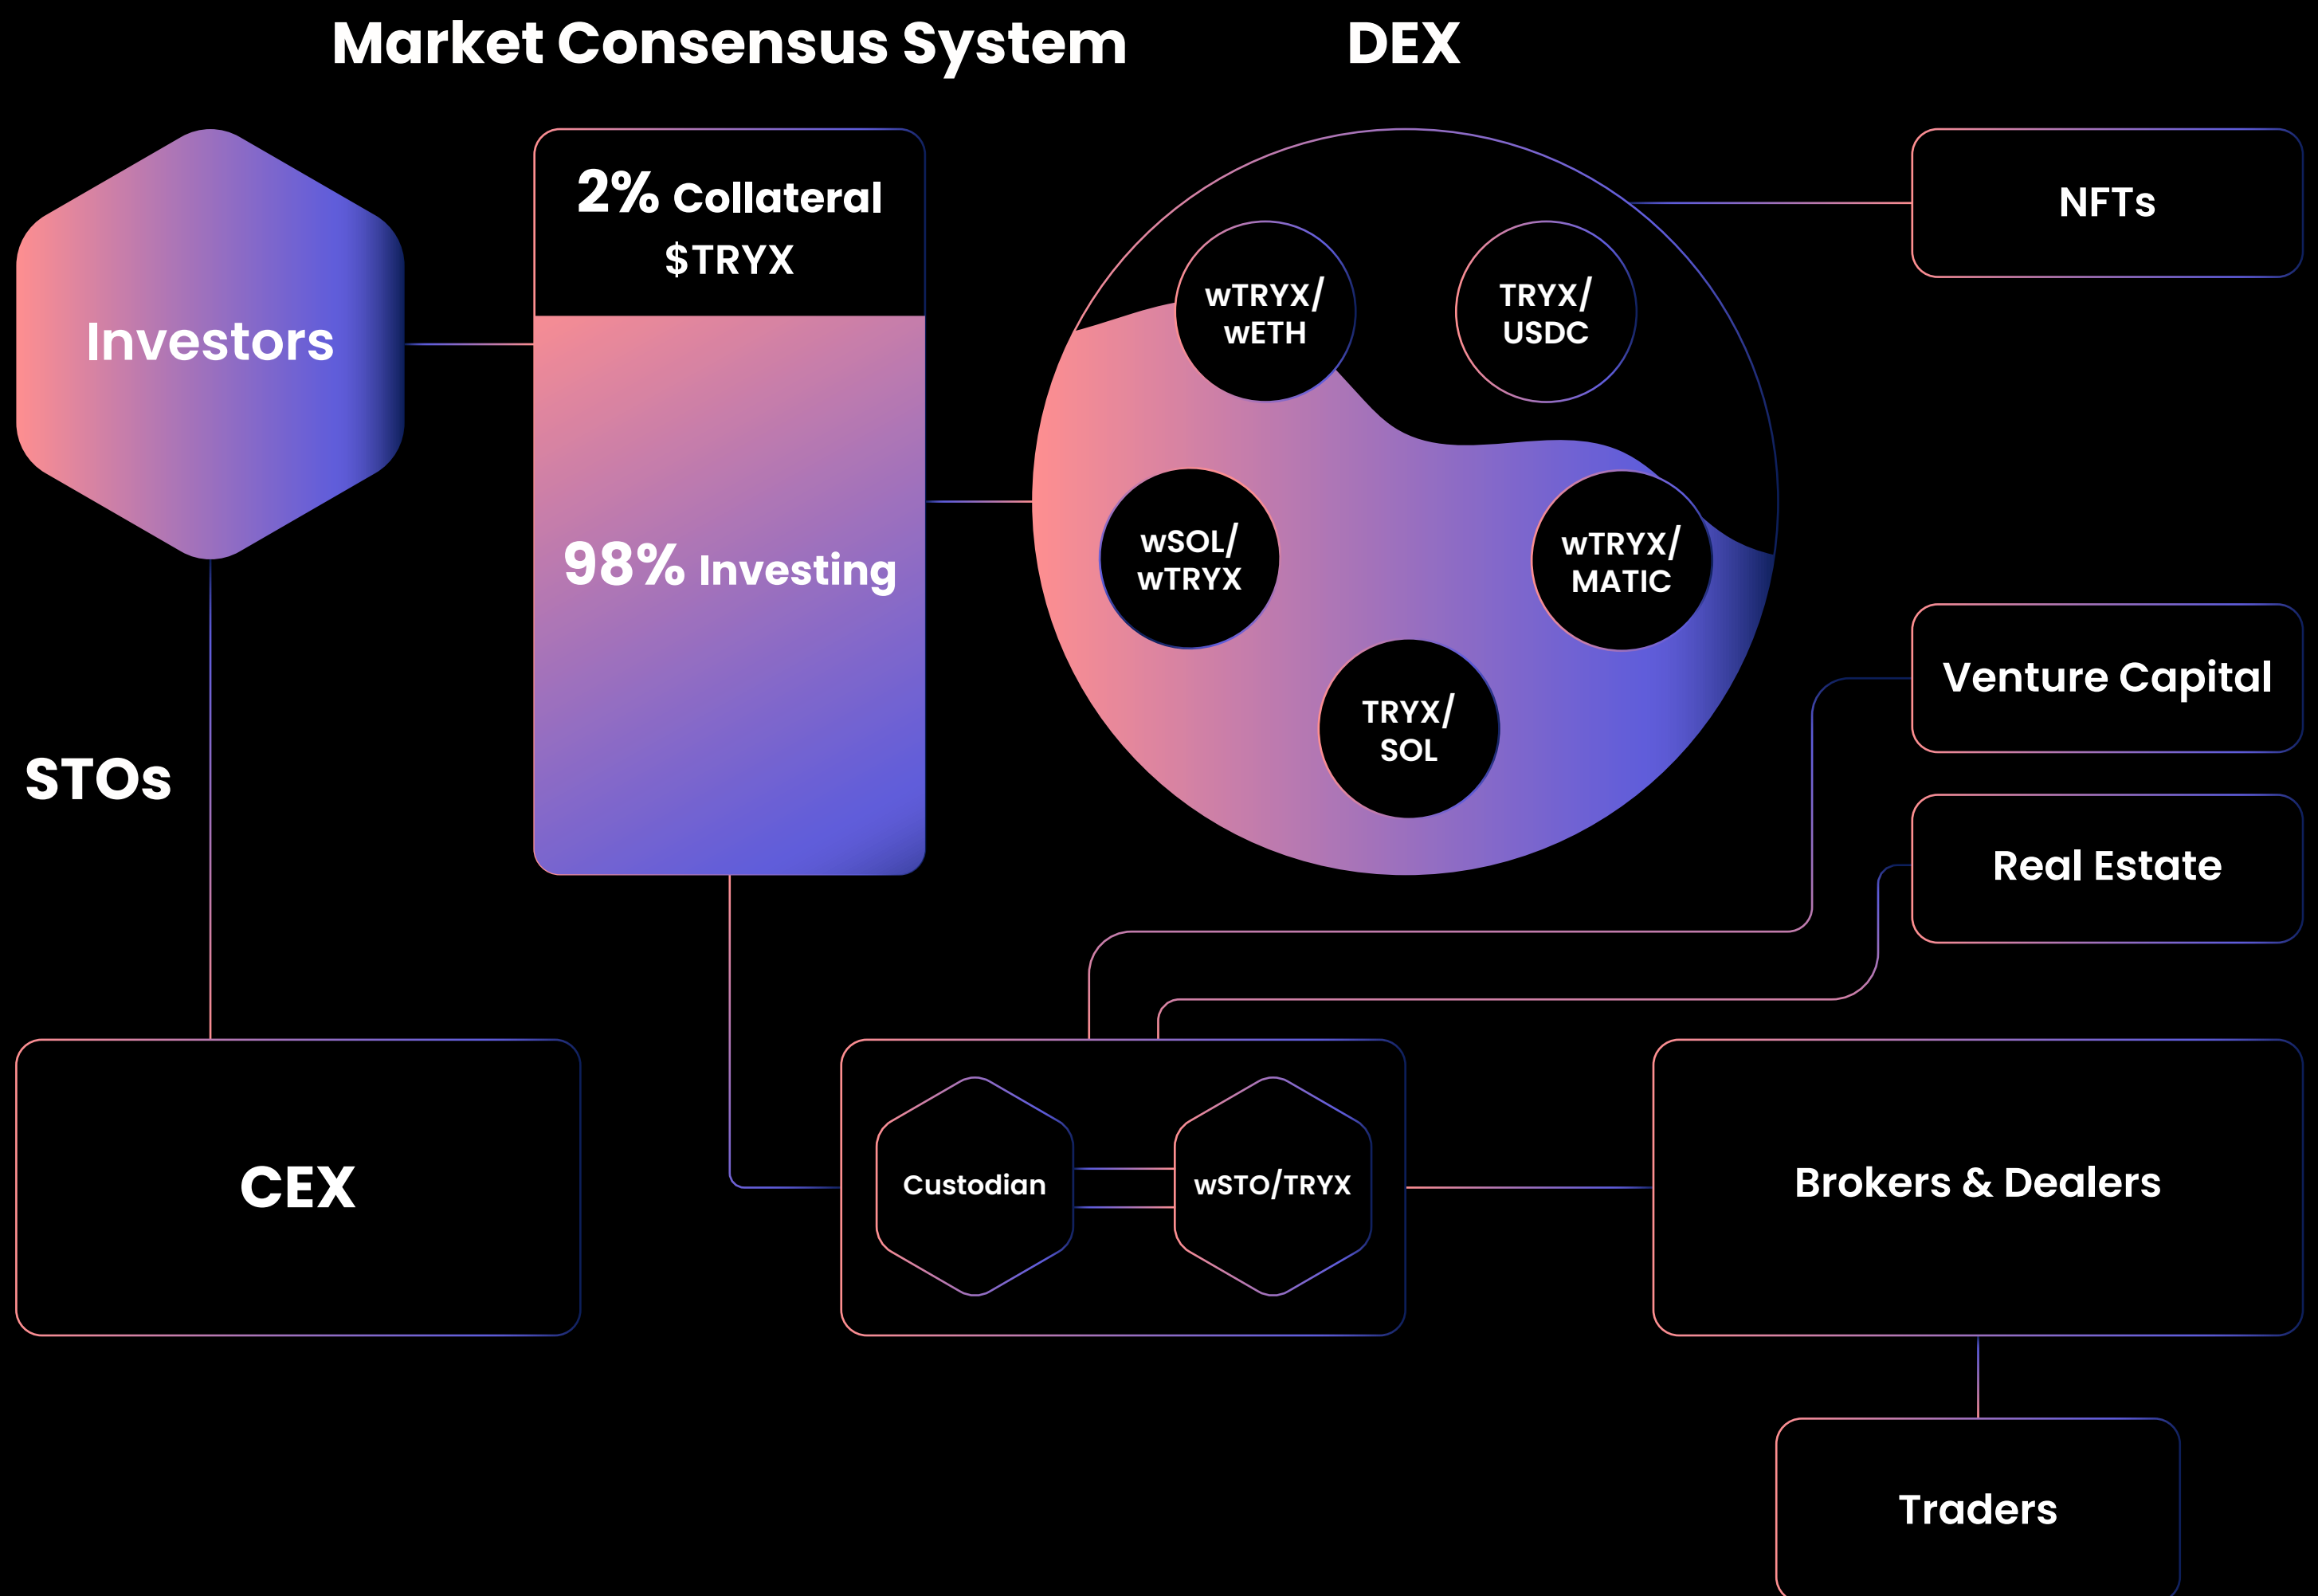 Market Consensus System
DEX
Investors
2% Collateral
$TRYX
98% Investing
wTRYX/
wETH
TRYX/
USDC
wSOL/
wTRYX
wTRYX/
MATIC
TRYX/
SOL
NFTs
Venture Capital
Real Estate
STOs
CEX
Custodian
wSTO/TRYX
Brokers & Dealers
Traders